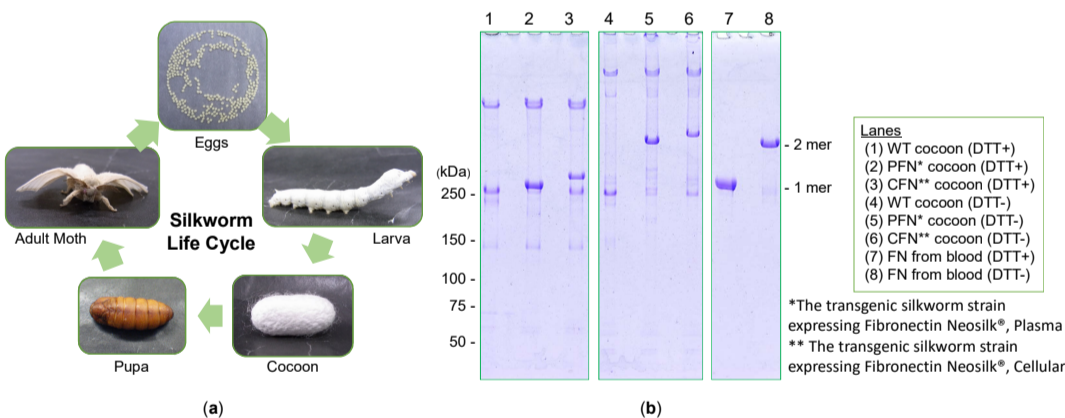 Eggs
Adult Moth
Silkworm
Life Cycle
Larva
Pupa
Cocoon
(a)
1 2 3 4 5 6 7 8
(kDa)
250 -
150 -
100 -
75 -
50 -
- 2 mer
- 1 mer
(b)
Lanes
(1) WT cocoon (DTT+)
(2) PFN* cocoon (DTT+)
(3) CFN** cocoon (DTT+)
(4) WT cocoon (DTT-)
(5) PFN* cocoon (DTT-)
(6) CFN** cocoon (DTT-)
(7) FN from blood (DTT+)
(8) FN from blood (DTT-)
*The transgenic silkworm strain
expressing Fibronectin Neosilk®, Plasma
** The transgenic silkworm strain
expressing Fibronectin Neosilk®, Cellular